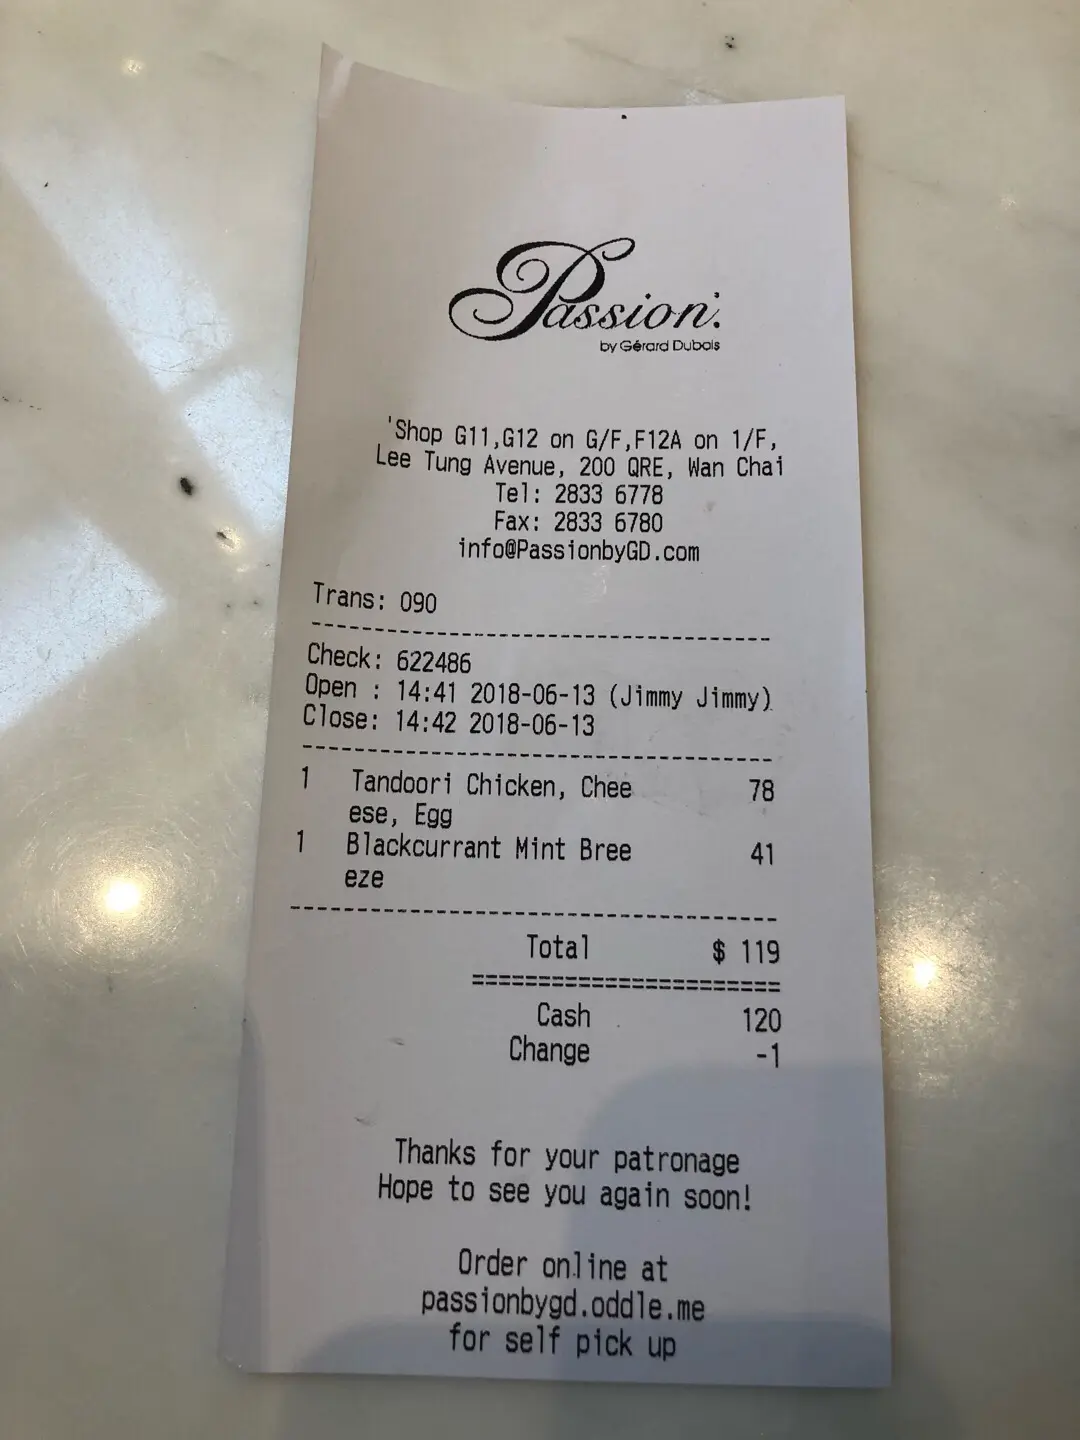 Passion.
by Gérard Dubois
'Shop G11,G12 on G/F,F12A on 1/F,
Lee Tung Avenue, 200 QRE, Wan Chai
Tel: 2833 6778
Fax: 2833 6780
info@PassionbyGD.com
Trans: 090
----------------------------------
Check: 622486
Open : 14:41 2018-06-13 (Jimmy Jimmy)
Close: 14:42 2018-06-13
----------------------------------
1 Tandoori Chicken, Chee 78
ese, Egg
1 Blackcurrant Mint Bree 41
eze
----------------------------------
Total $ 119
=======================
Cash 120
Change -1
Thanks for your patronage
Hope to see you again soon!
Order online at
passionbygd.oddle.me
for self pick up